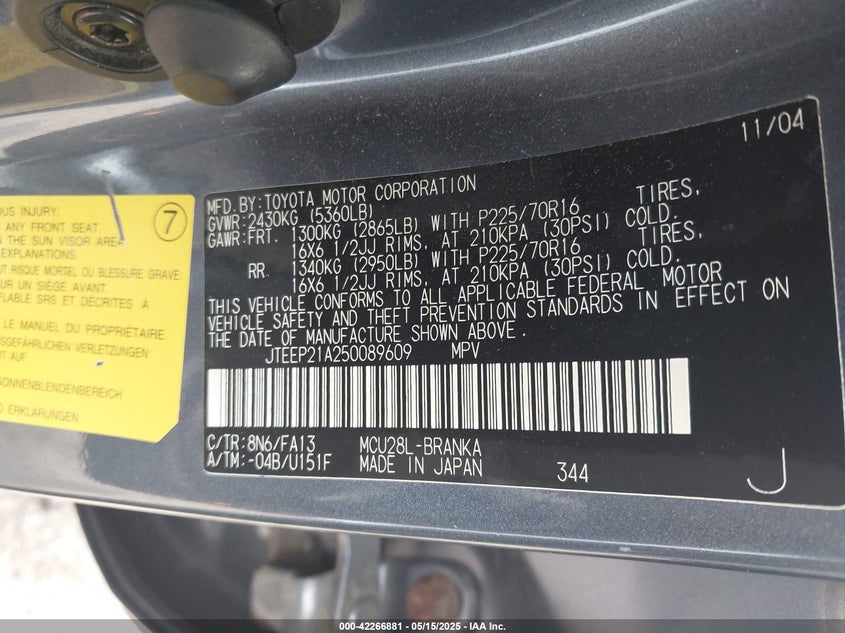 OUS INJURY:
ANY FRONT SEAT.
THE SUN VISOR AREA
EXPLANATIONS.
UT RISQUE MORTEL OU BLESSURE GRAVE:
UR UN SIÈGE AVANT.
FLABLE SRS ET DÉCRITES À
LE MANUEL DU PROPRIÉTAIRE.
NSGEFÄHRLICHEN VERLETZUNGEN:
T AUF
SONNENBLENDENBEREICH
D ERKLÄRUNGEN.
7
11/04
MFD.BY:TOYOTA MOTOR CORPORATION
GVWR:2430KG (5360LB)
GAWR:FRT. 1300KG (2865LB) WITH P225/70R16 TIRES,
16X6 1/2JJ RIMS, AT 210KPA (30PSI) COLD.
RR 1340KG (2950LB) WITH P225/70R16 TIRES,
16X6 1/2JJ RIMS, AT 210KPA (30PSI) COLD.
THIS VEHICLE CONFORMS TO ALL APPLICABLE FEDERAL MOTOR
VEHICLE SAFETY AND THEFT PREVENTION STANDARDS IN EFFECT ON
THE DATE OF MANUFACTURE SHOWN ABOVE.
JTEEP21A250089609 MPV
C/TR:8N6/FA13 MCU28L-BRANKA
A/TM:-04B/U151F MADE IN JAPAN 344
J
000-42266881 - 05/15/2025 - IAA Inc.